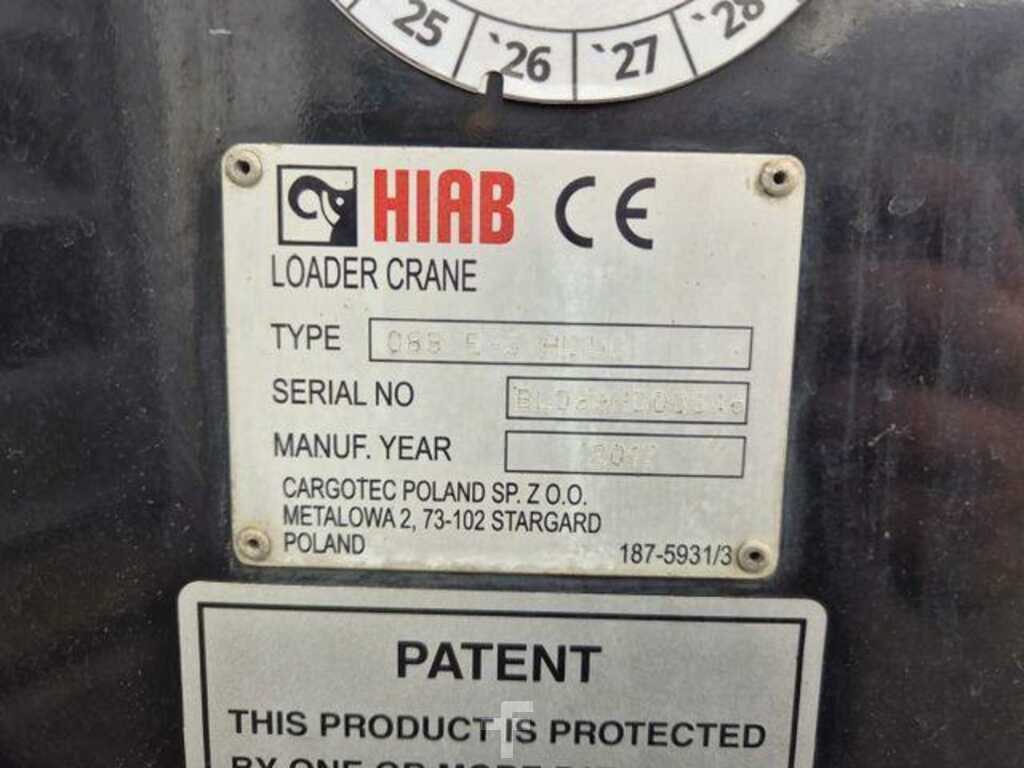 '25 '26 '27 '28
HIAB CE
LOADER CRANE
TYPE
SERIAL NO
MANUF. YEAR
CARGOTEC POLAND SP. Z O.O.
METALOWA 2, 73-102 STARGARD
POLAND 187-5931/3
PATENT
THIS PRODUCT IS PROTECTED